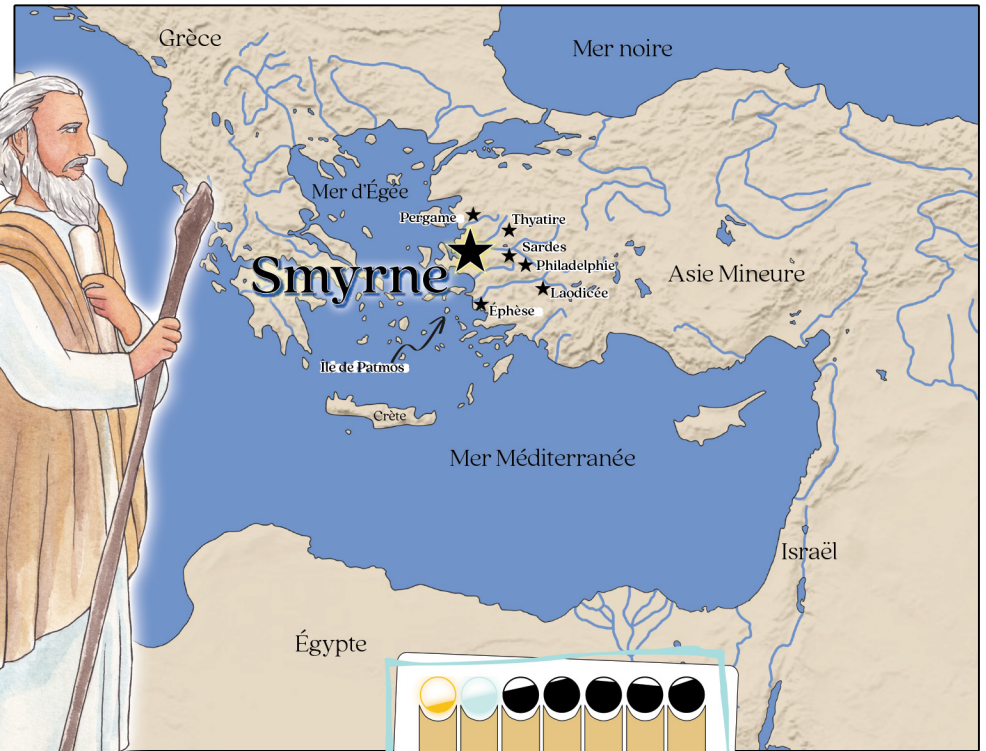 Grèce
Mer noire
Mer d'Égée
Pergame
Thyatire
Sardes
Smyrne
Philadelphie
Asie Mineure
Laodicée
Éphèse
Île de Patmos
Crète
Mer Méditerranée
Israël
Égypte